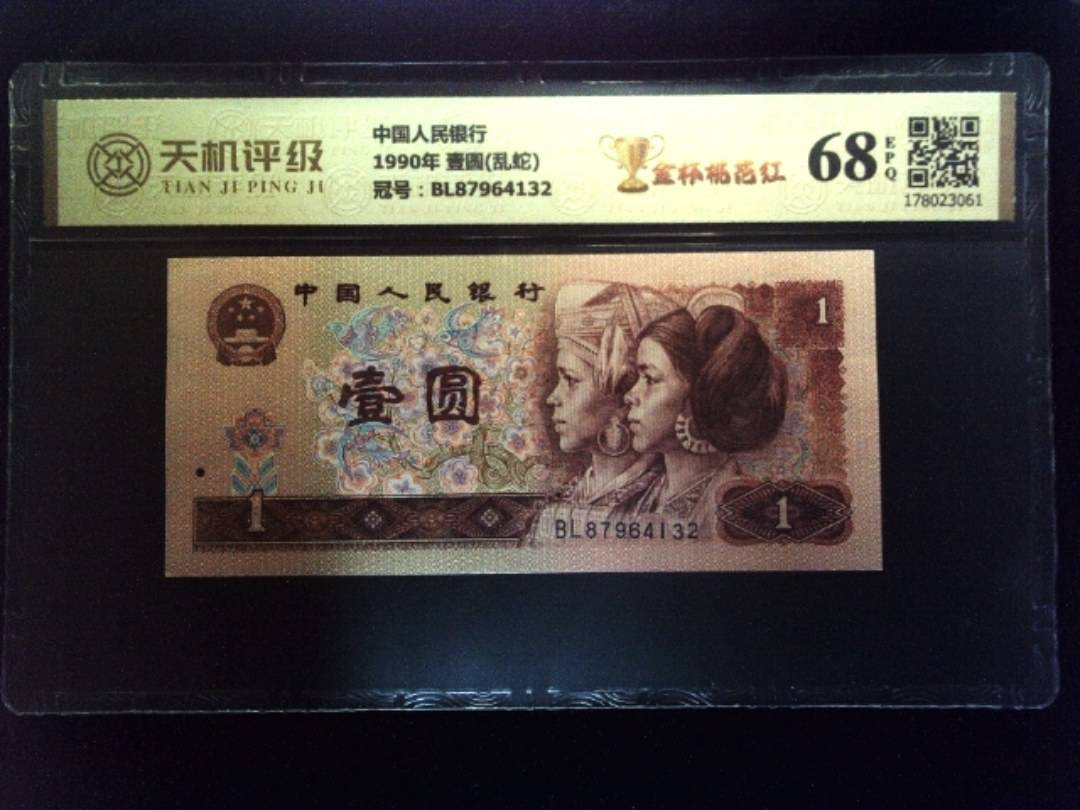 天机评级
TIAN JI PING JI
中国人民银行
1990年 壹圆(乱蛇)
冠号：BL87964132
金杯桃花红
68
EPQ
178023061
中国人民银行
1
壹圆
1
BL87964132
1